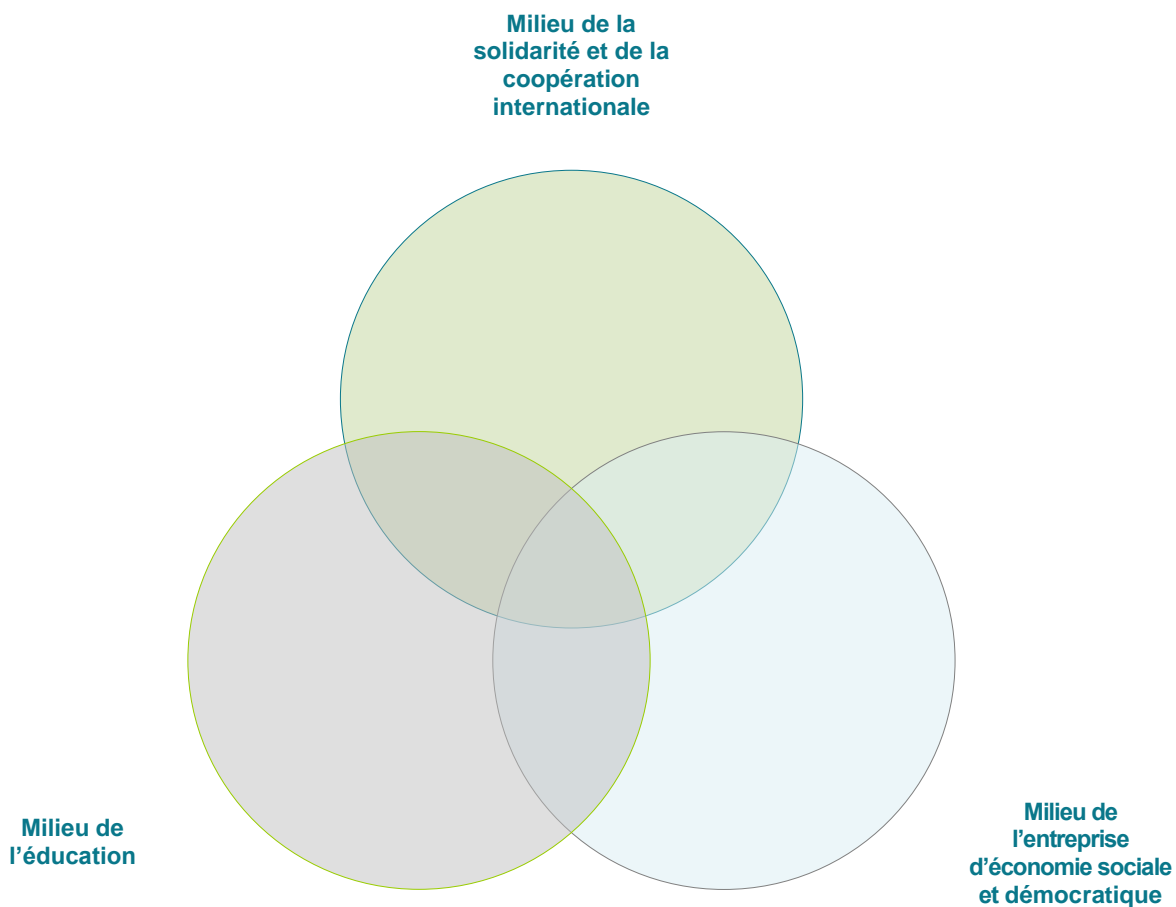 Milieu de la
solidarité et de la
coopération
internationale
Milieu de
l’éducation
Milieu de
l’entreprise
d’économie sociale
et démocratique